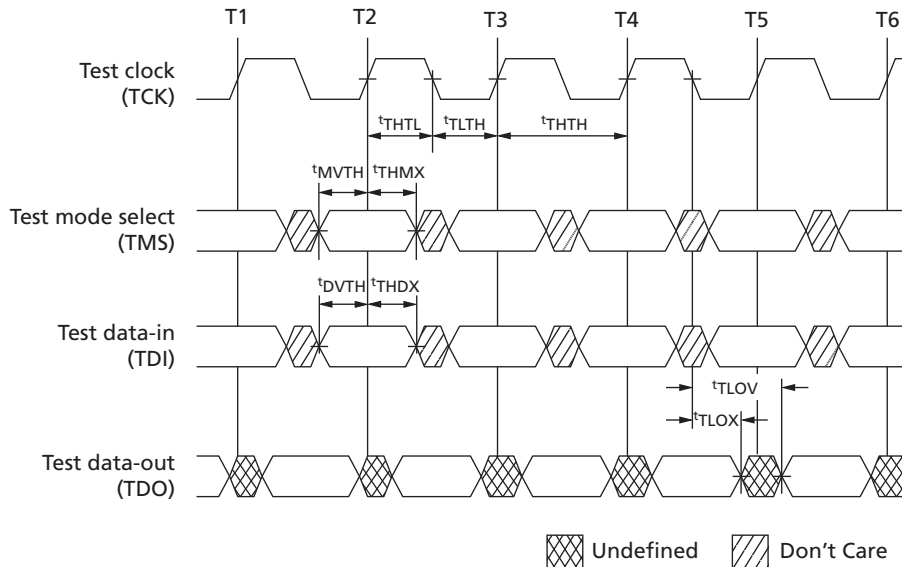 T1 T2 T3 T4 T5 T6
Test clock
(TCK)
tTHTL tTLTH tTHTH
tMVTH tTHMX
Test mode select
(TMS)
tDVTH tTHDX
Test data-in
(TDI)
tTLOV
tTLOX
Test data-out
(TDO)
Undefined Don't Care